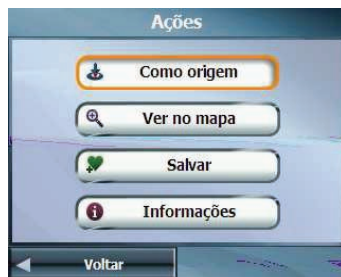 Ações
Como origem
Ver no mapa
Salvar
Informações
Voltar